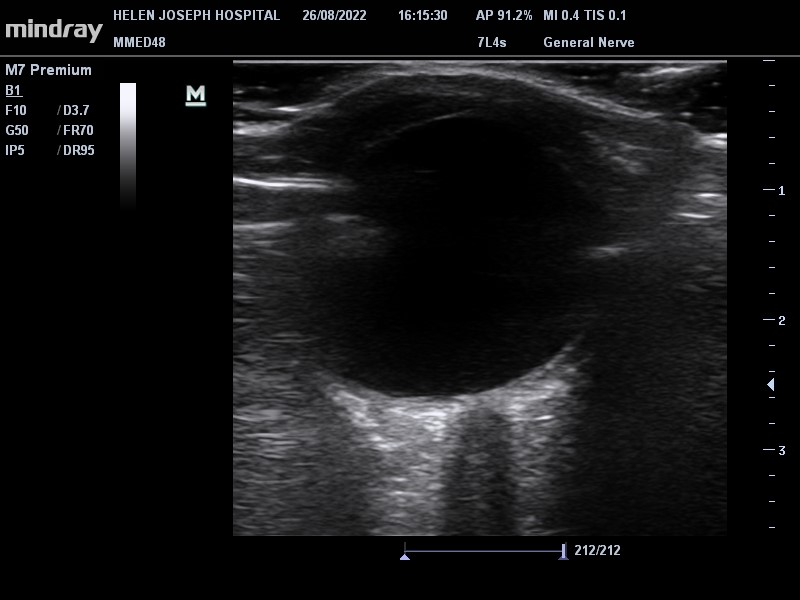 mindray
HELEN JOSEPH HOSPITAL 26/08/2022 16:15:30 AP 91.2% MI 0.4 TIS 0.1
MMED48 7L4s General Nerve
M7 Premium
B1
F10 / D3.7
G50 / FR70
IP5 / DR95
M
1
2
3
212/212